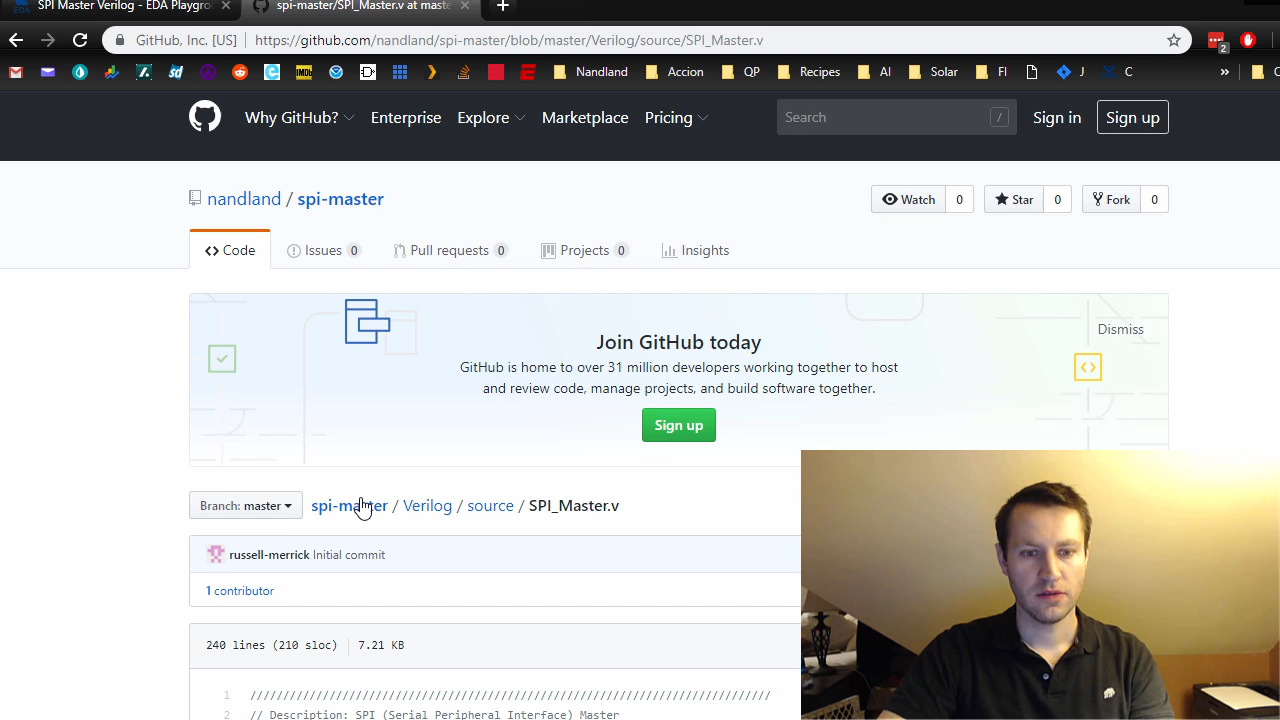 SPI Master Verilog - EDA Playgro
spi-master/SPI_Master.v at mast
GitHub, Inc. [US] https://github.com/nandland/spi-master/blob/master/Verilog/source/SPI_Master.v
2
Nandland Accion QP Recipes AI Solar FI J C »
Why GitHub? Enterprise Explore Marketplace Pricing Search / Sign in Sign up
nandland / spi-master
Watch 0 Star 0 Fork 0
Code Issues 0 Pull requests 0 Projects 0 Insights
Join GitHub today
Dismiss
GitHub is home to over 31 million developers working together to host
and review code, manage projects, and build software together.
Sign up
Branch: master spi-master / Verilog / source / SPI_Master.v
russell-merrick Initial commit
1 contributor
240 lines (210 sloc) 7.21 KB
1 ////////////////////////////////////////////////////////////////////////////////
2 // Description: SPI (Serial Peripheral Interface) Master